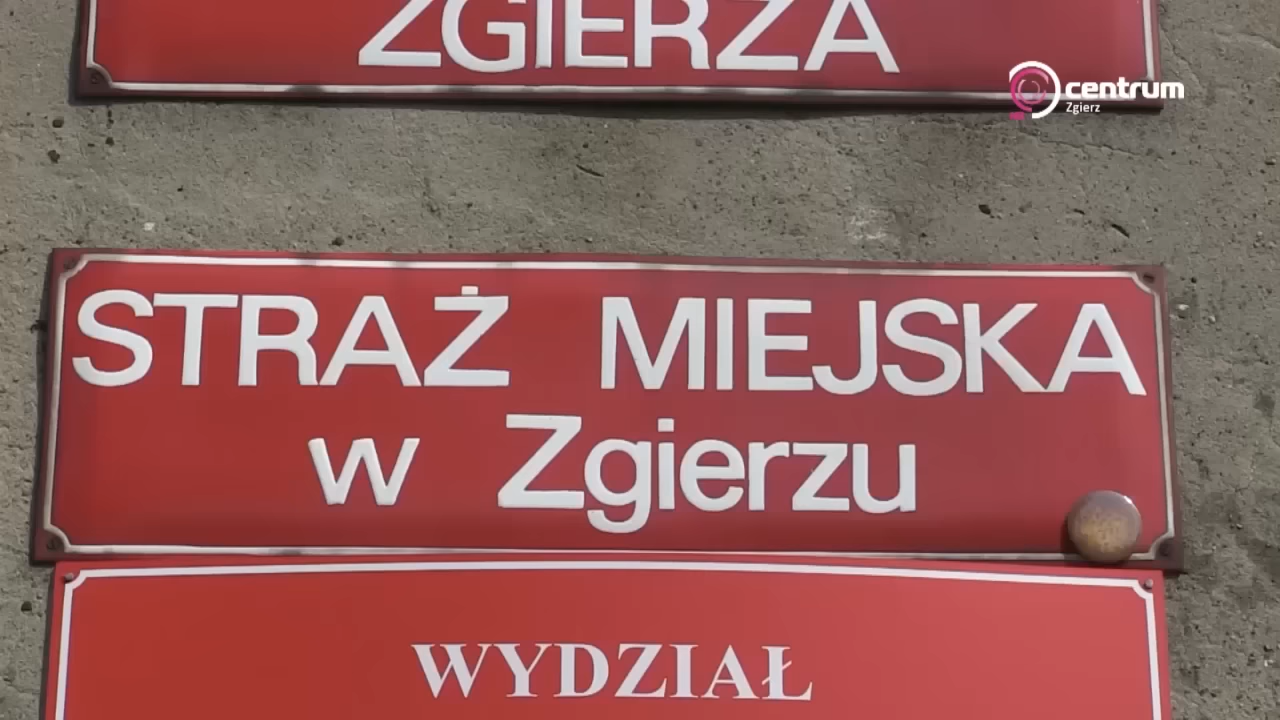 ZGIERZA
centrum
Zgierz
STRAŻ MIEJSKA
w Zgierzu
WYDZIAŁ